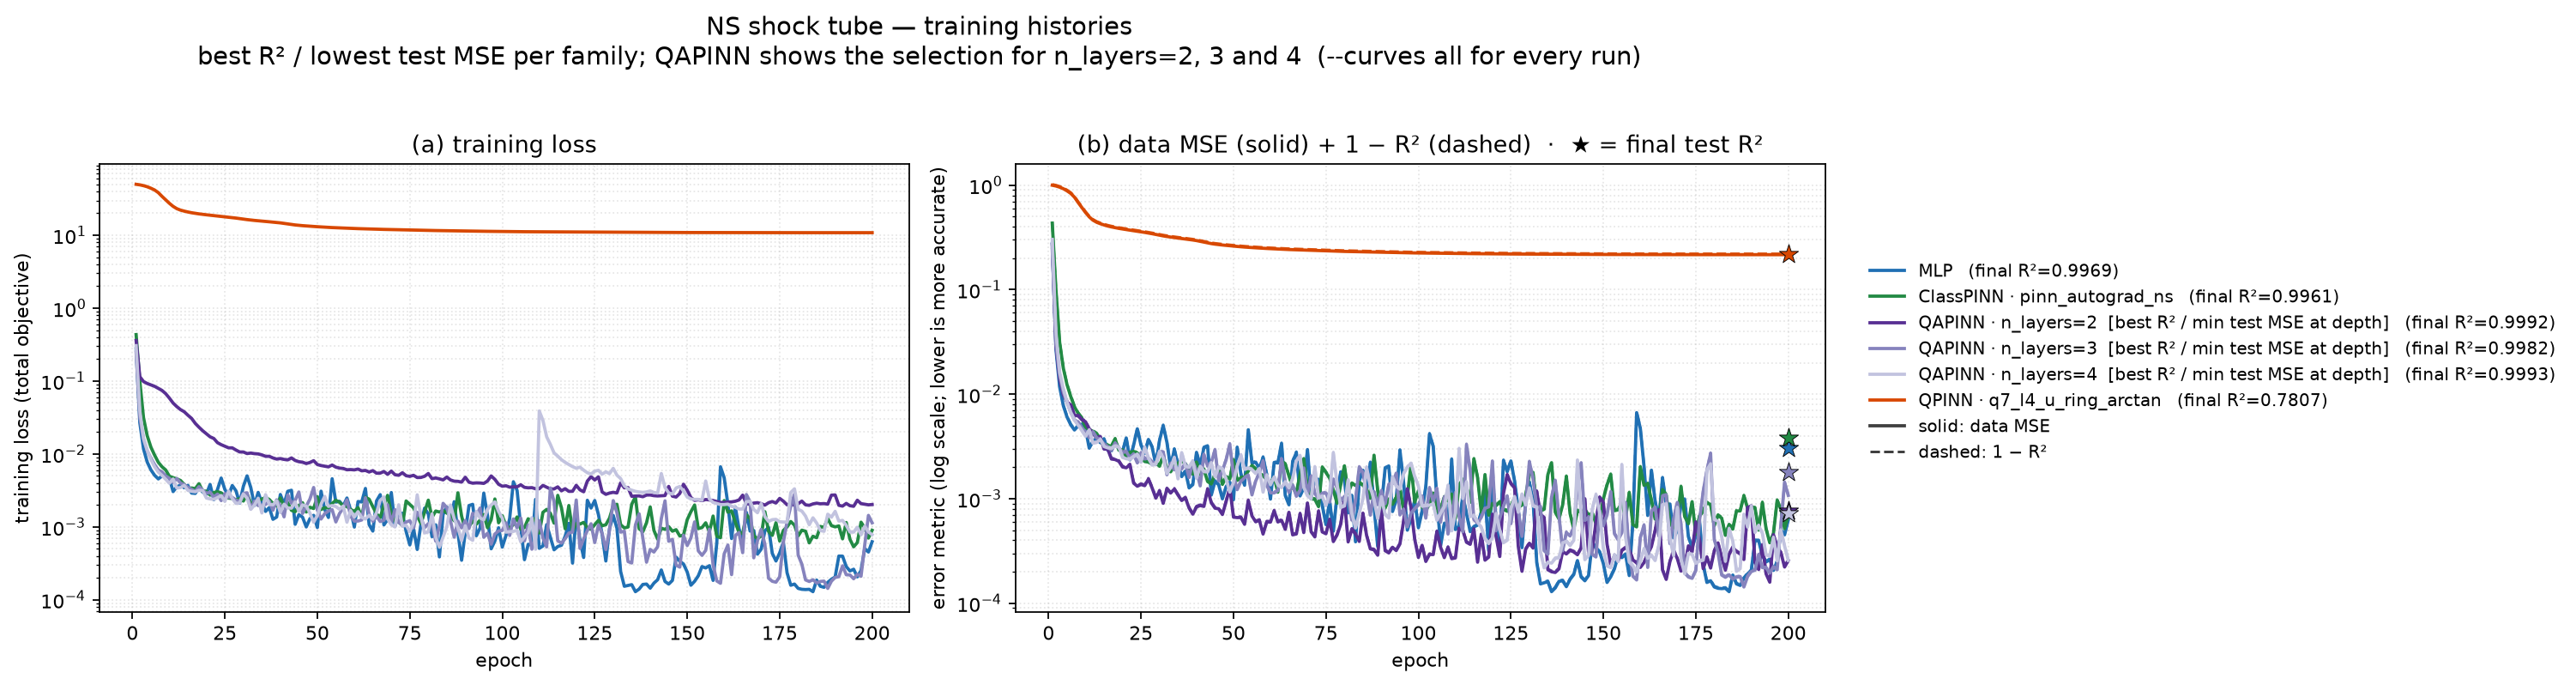 NS shock tube — training histories
best R² / lowest test MSE per family; QAPINN shows the selection for n_layers=2, 3 and 4  (--curves all for every run)
(a) training loss
training loss (total objective)
10¹
10⁰
10⁻¹
10⁻²
10⁻³
10⁻⁴
0 25 50 75 100 125 150 175 200
epoch
(b) data MSE (solid) + 1 − R² (dashed)  ·  ★ = final test R²
error metric (log scale; lower is more accurate)
10⁰
10⁻¹
10⁻²
10⁻³
10⁻⁴
0 25 50 75 100 125 150 175 200
epoch
MLP   (final R²=0.9969)
ClassPINN · pinn_autograd_ns   (final R²=0.9961)
QAPINN · n_layers=2  [best R² / min test MSE at depth]   (final R²=0.9992)
QAPINN · n_layers=3  [best R² / min test MSE at depth]   (final R²=0.9982)
QAPINN · n_layers=4  [best R² / min test MSE at depth]   (final R²=0.9993)
QPINN · q7_l4_u_ring_arctan   (final R²=0.7807)
solid: data MSE
dashed: 1 − R²